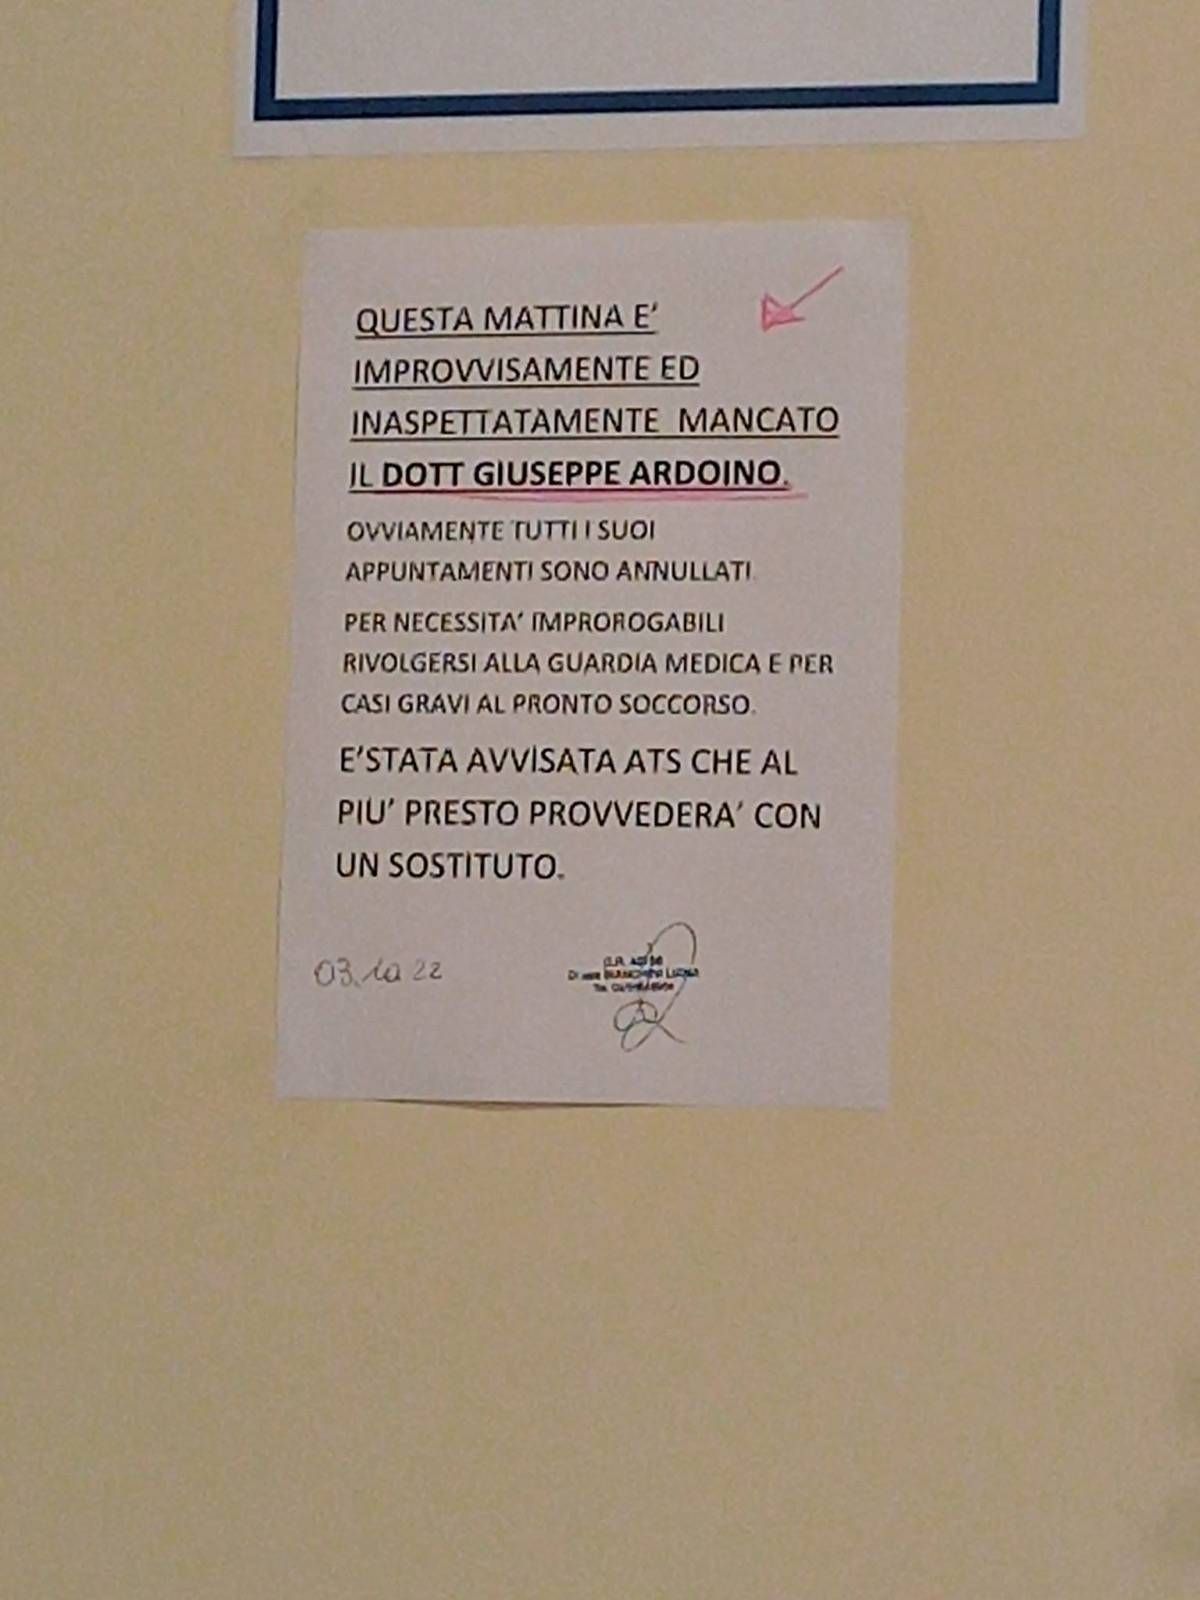 QUESTA MATTINA E'
IMPROVVISAMENTE ED
INASPETTATAMENTE MANCATO
IL DOTT GIUSEPPE ARDOINO.
OVVIAMENTE TUTTI I SUOI
APPUNTAMENTI SONO ANNULLATI
PER NECESSITA' IMPROROGABILI
RIVOLGERSI ALLA GUARDIA MEDICA E PER
CASI GRAVI AL PRONTO SOCCORSO.
E'STATA AVVISATA ATS CHE AL
PIU' PRESTO PROVVEDERA' CON
UN SOSTITUTO.
03.10 22